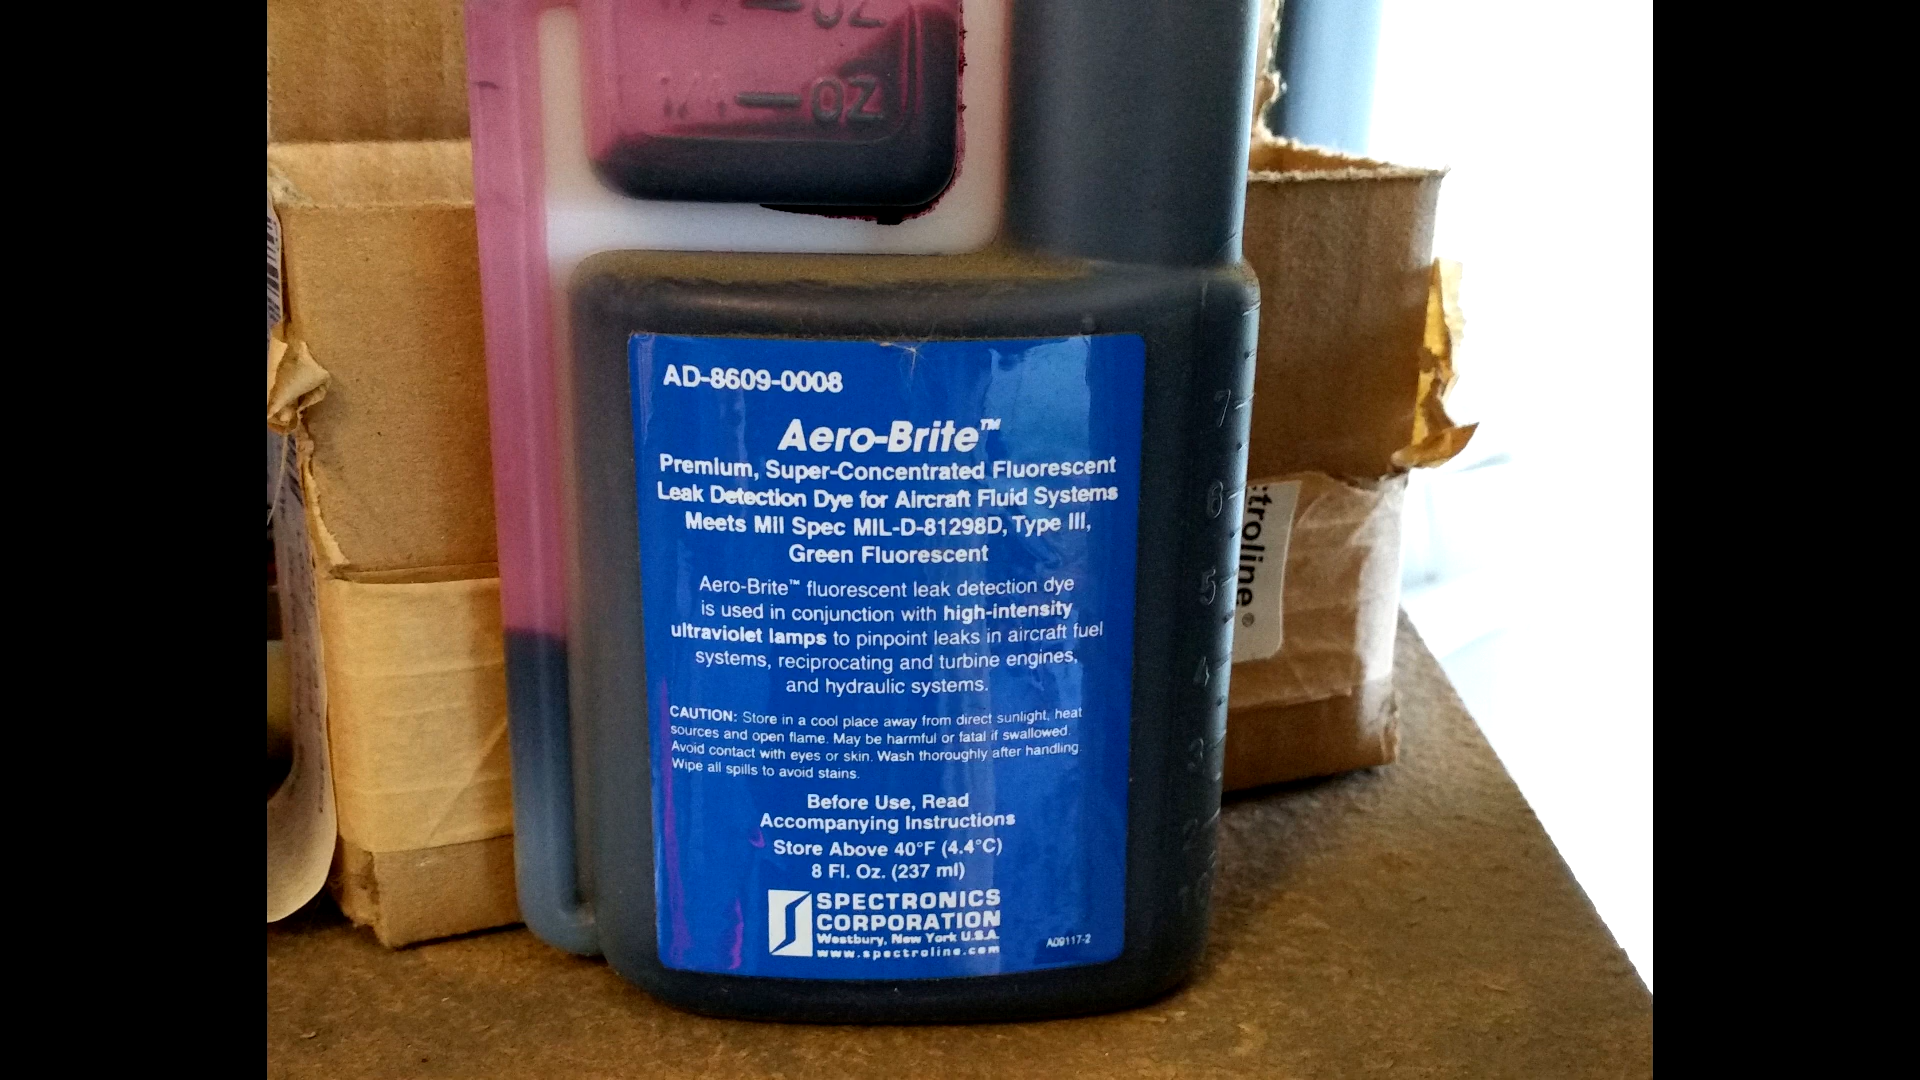 1/2 OZ
1/4 OZ
AD-8609-0008
Aero-Brite™
Premium, Super-Concentrated Fluorescent
Leak Detection Dye for Aircraft Fluid Systems
Meets Mil Spec MIL-D-81298D, Type III,
Green Fluorescent
Aero-Brite™ fluorescent leak detection dye
is used in conjunction with high-intensity
ultraviolet lamps to pinpoint leaks in aircraft fuel
systems, reciprocating and turbine engines,
and hydraulic systems.
CAUTION: Store in a cool place away from direct sunlight, heat
sources and open flame. May be harmful or fatal if swallowed.
Avoid contact with eyes or skin. Wash thoroughly after handling.
Wipe all spills to avoid stains.
Before Use, Read
Accompanying Instructions
Store Above 40°F (4.4°C)
8 Fl. Oz. (237 ml)
SPECTRONICS
CORPORATION
Westbury, New York U.S.A.
www.spectroline.com
A09117-2
7
6
5
4
3
2
troline®